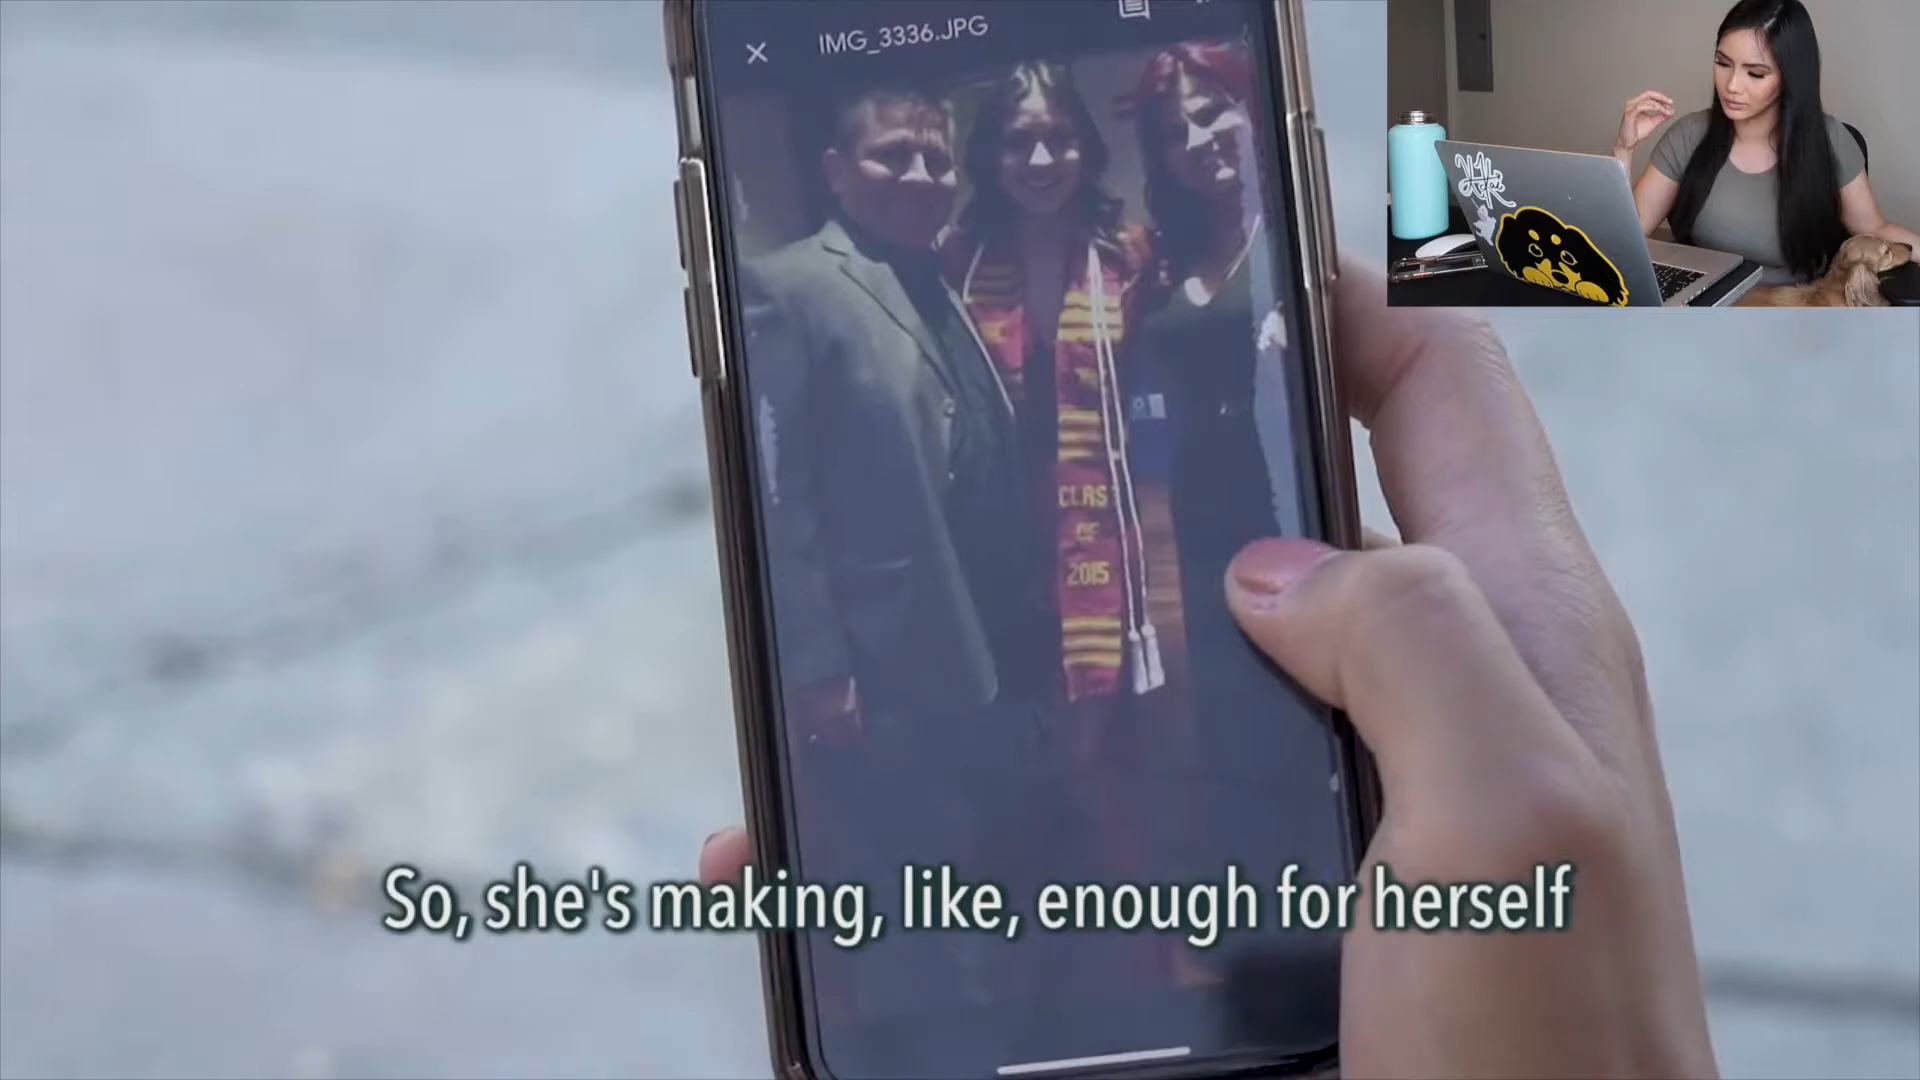 IMG_3336.JPG
CLASS
OF
2015
So, she's making, like, enough for herself